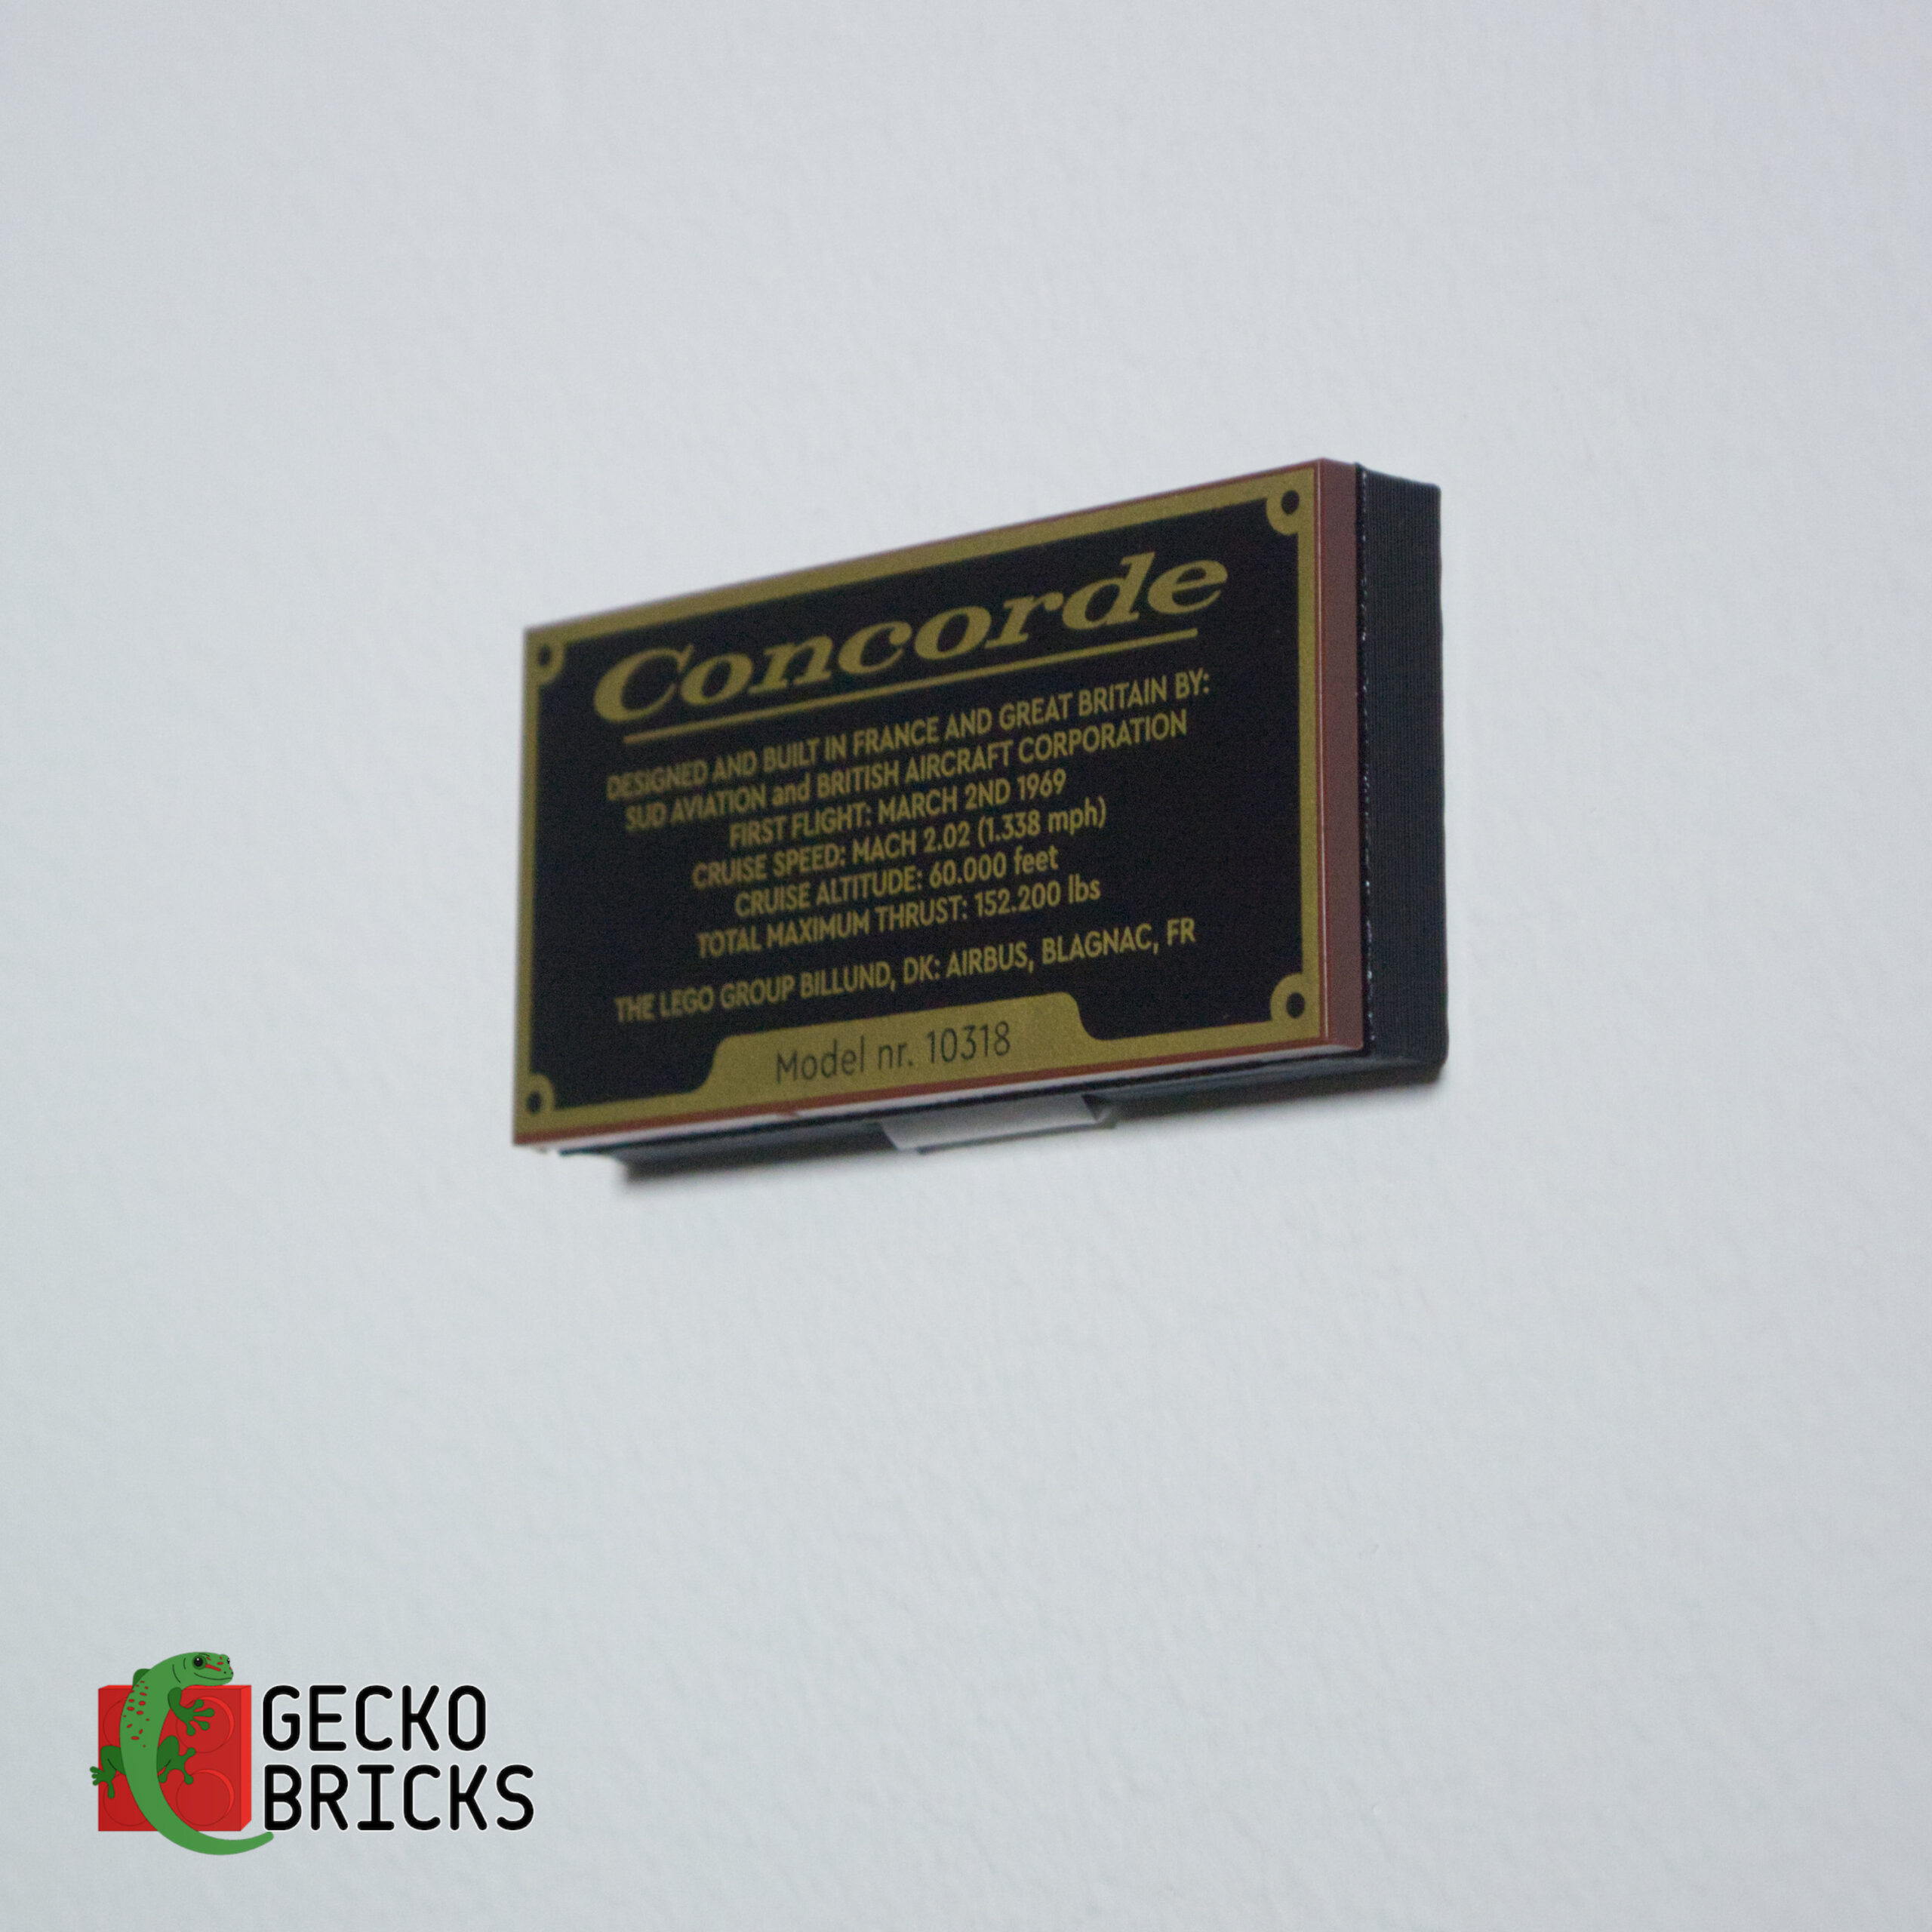 Concorde
DESIGNED AND BUILT IN FRANCE AND GREAT BRITAIN BY:
SUD AVIATION and BRITISH AIRCRAFT CORPORATION
FIRST FLIGHT: MARCH 2ND 1969
CRUISE SPEED: MACH 2.02 (1.338 mph)
CRUISE ALTITUDE: 60.000 feet
TOTAL MAXIMUM THRUST: 152.200 lbs
THE LEGO GROUP BILLUND, DK: AIRBUS, BLAGNAC, FR
Model nr. 10318
GECKO
BRICKS